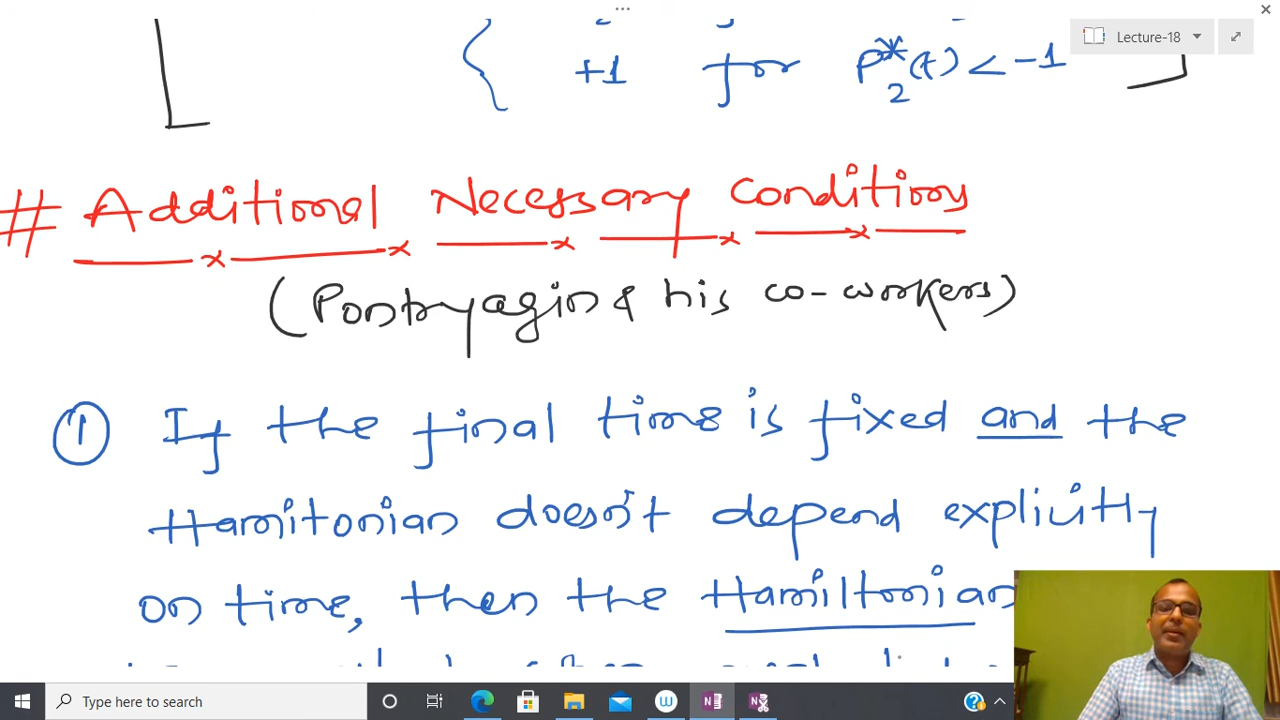 Lecture-18
+1 for p*2(t) < -1
# Additional Necessary Conditions
(Pontryagin & his co-workers)
① If the final time is fixed and the
Hamitonian doesn't depend explicitly
on time, then the Hamiltonian
Type here to search